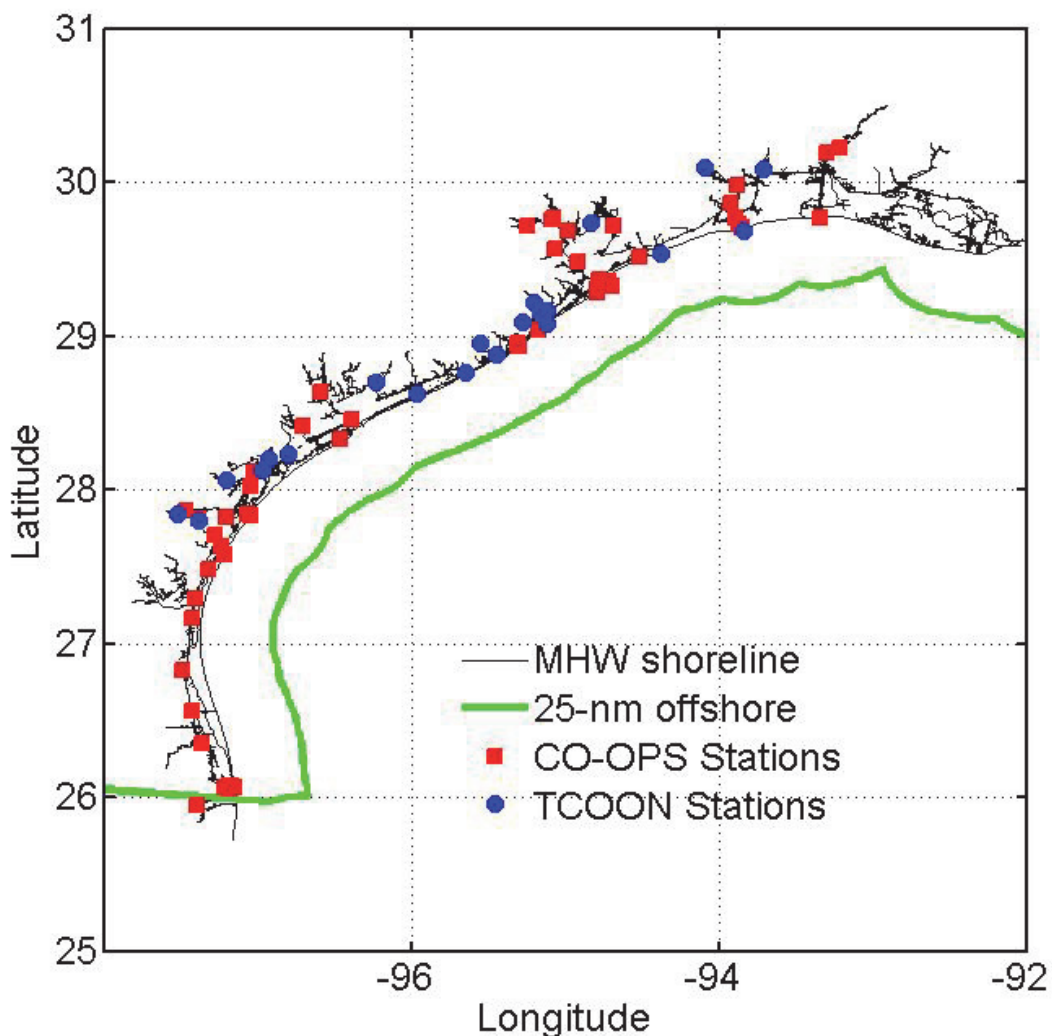 31
30
29
28
27
26
25
Latitude
MHW shoreline
25-nm offshore
CO-OPS Stations
TCOON Stations
-96
-94
-92
Longitude